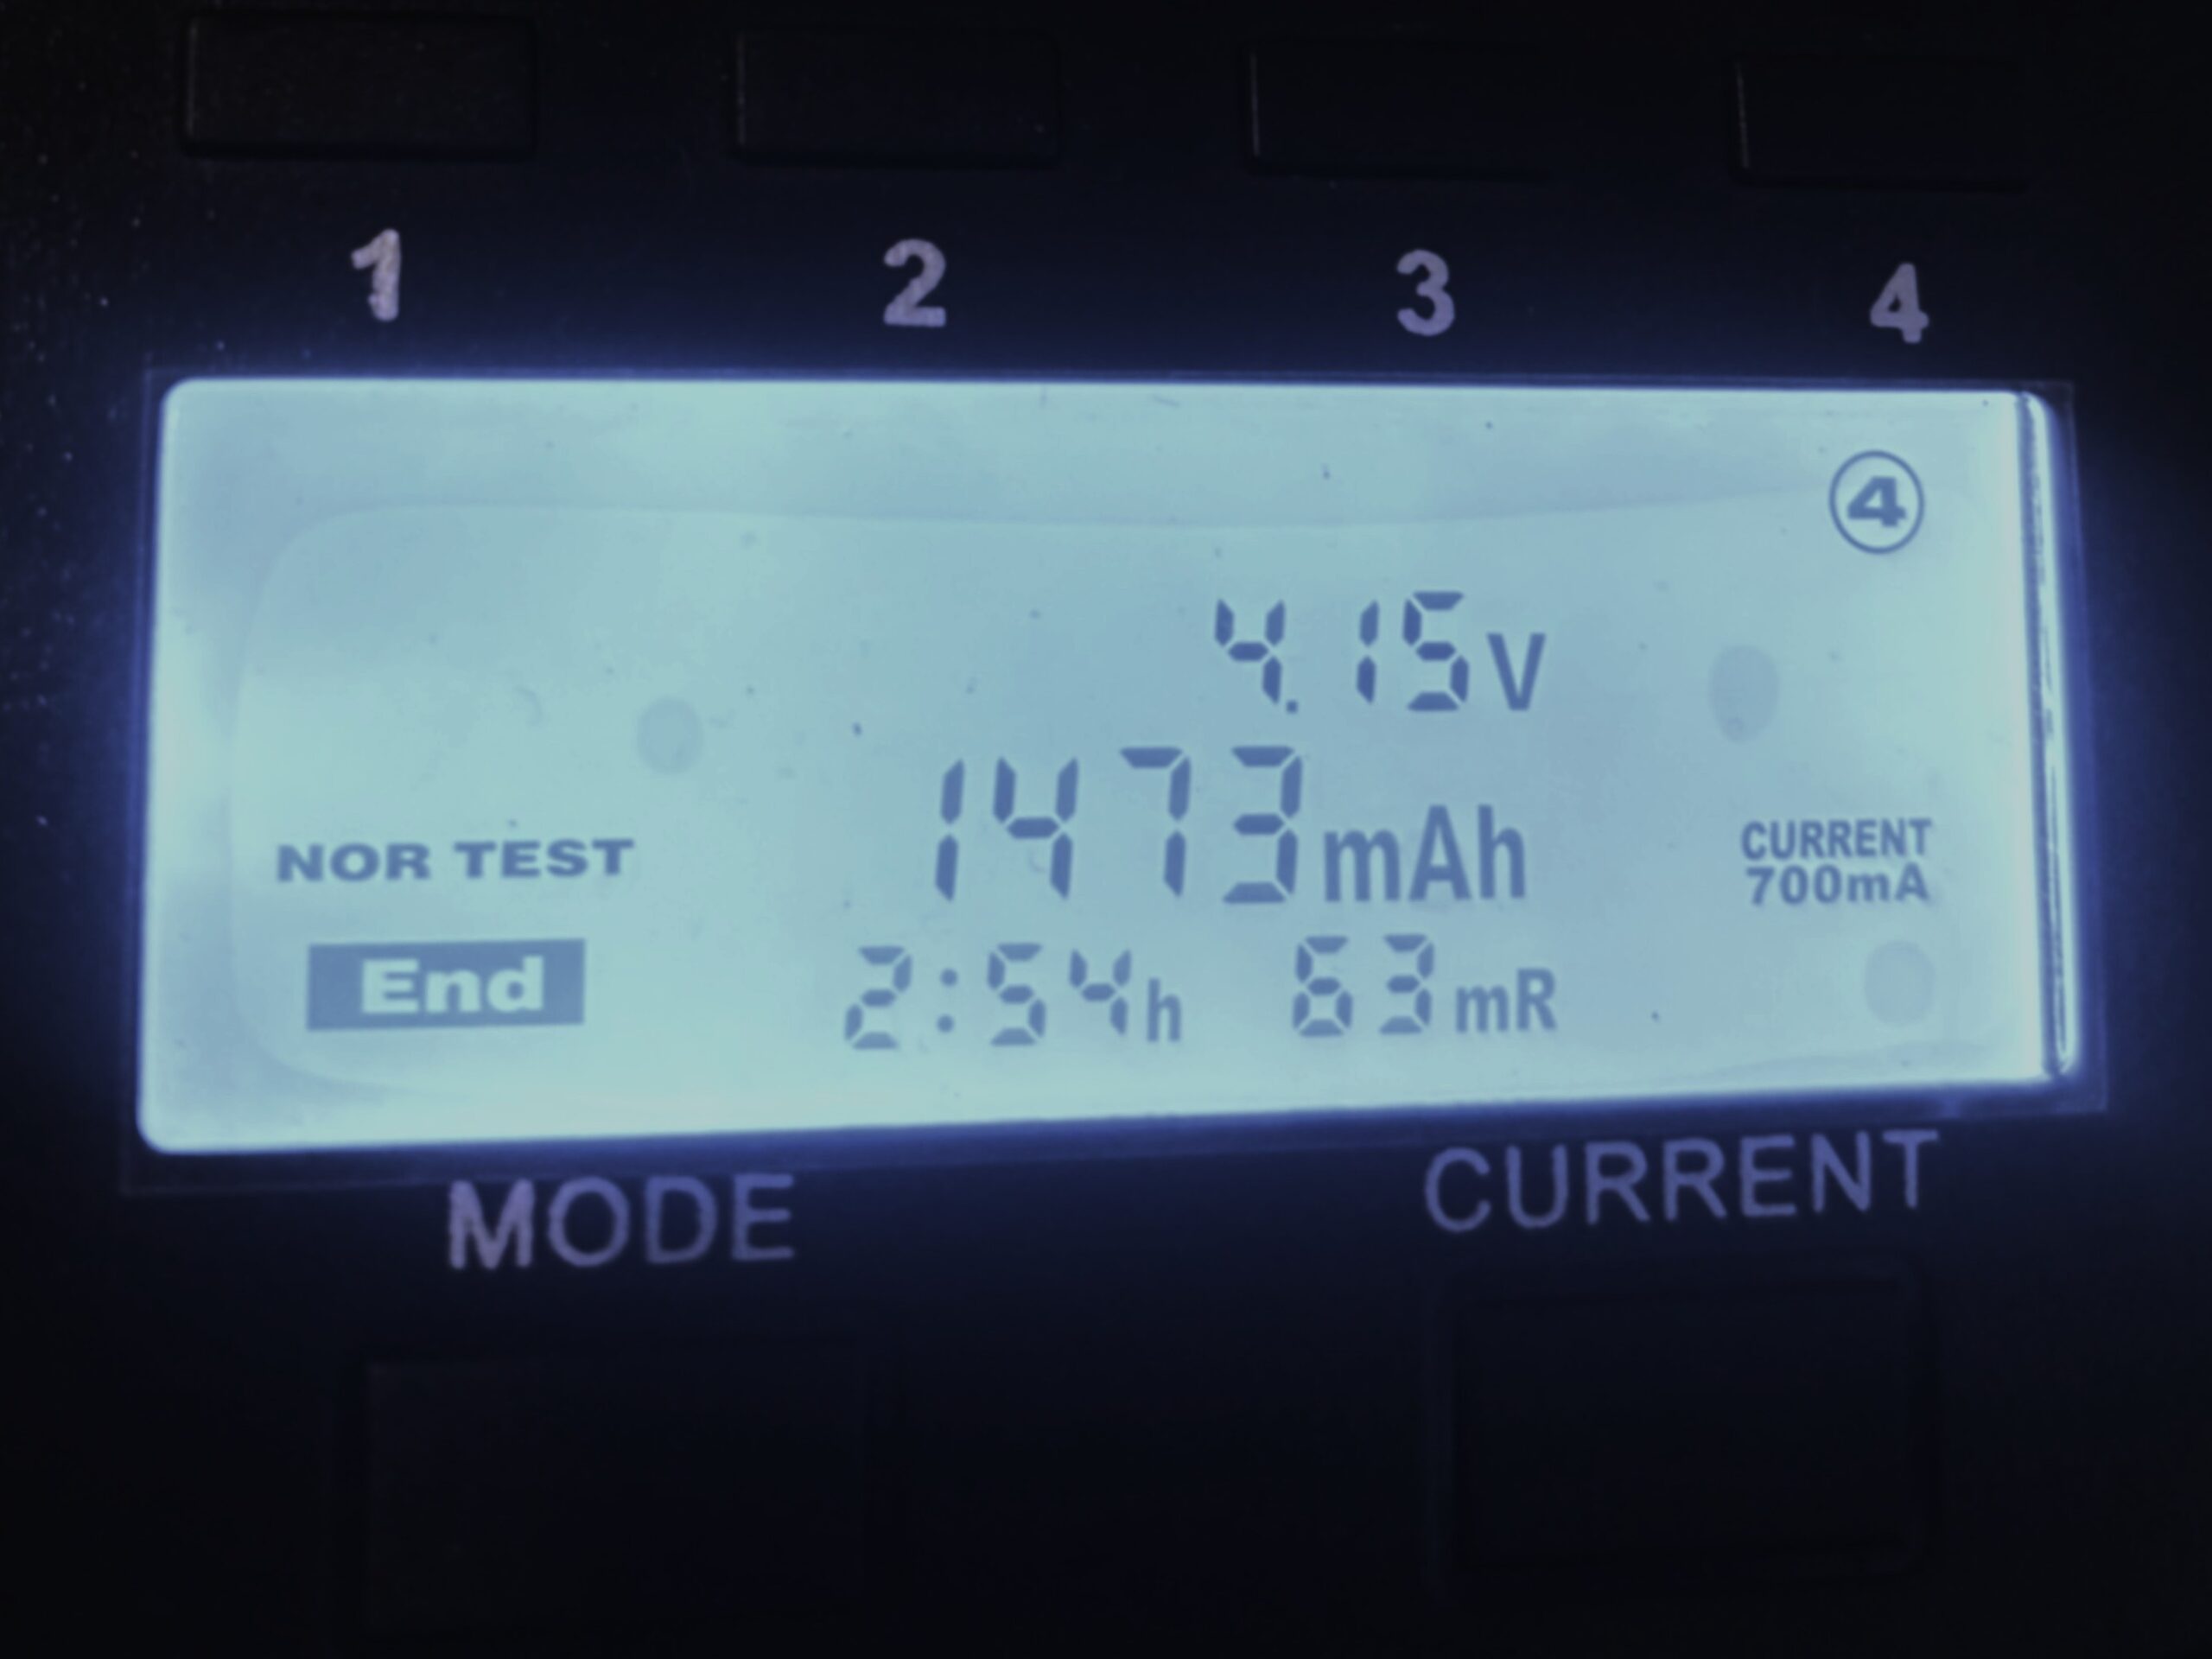 1 2 3 4
④
4.15V
1473mAh
NOR TEST
CURRENT
700mA
End
2:54h 63mR
MODE CURRENT